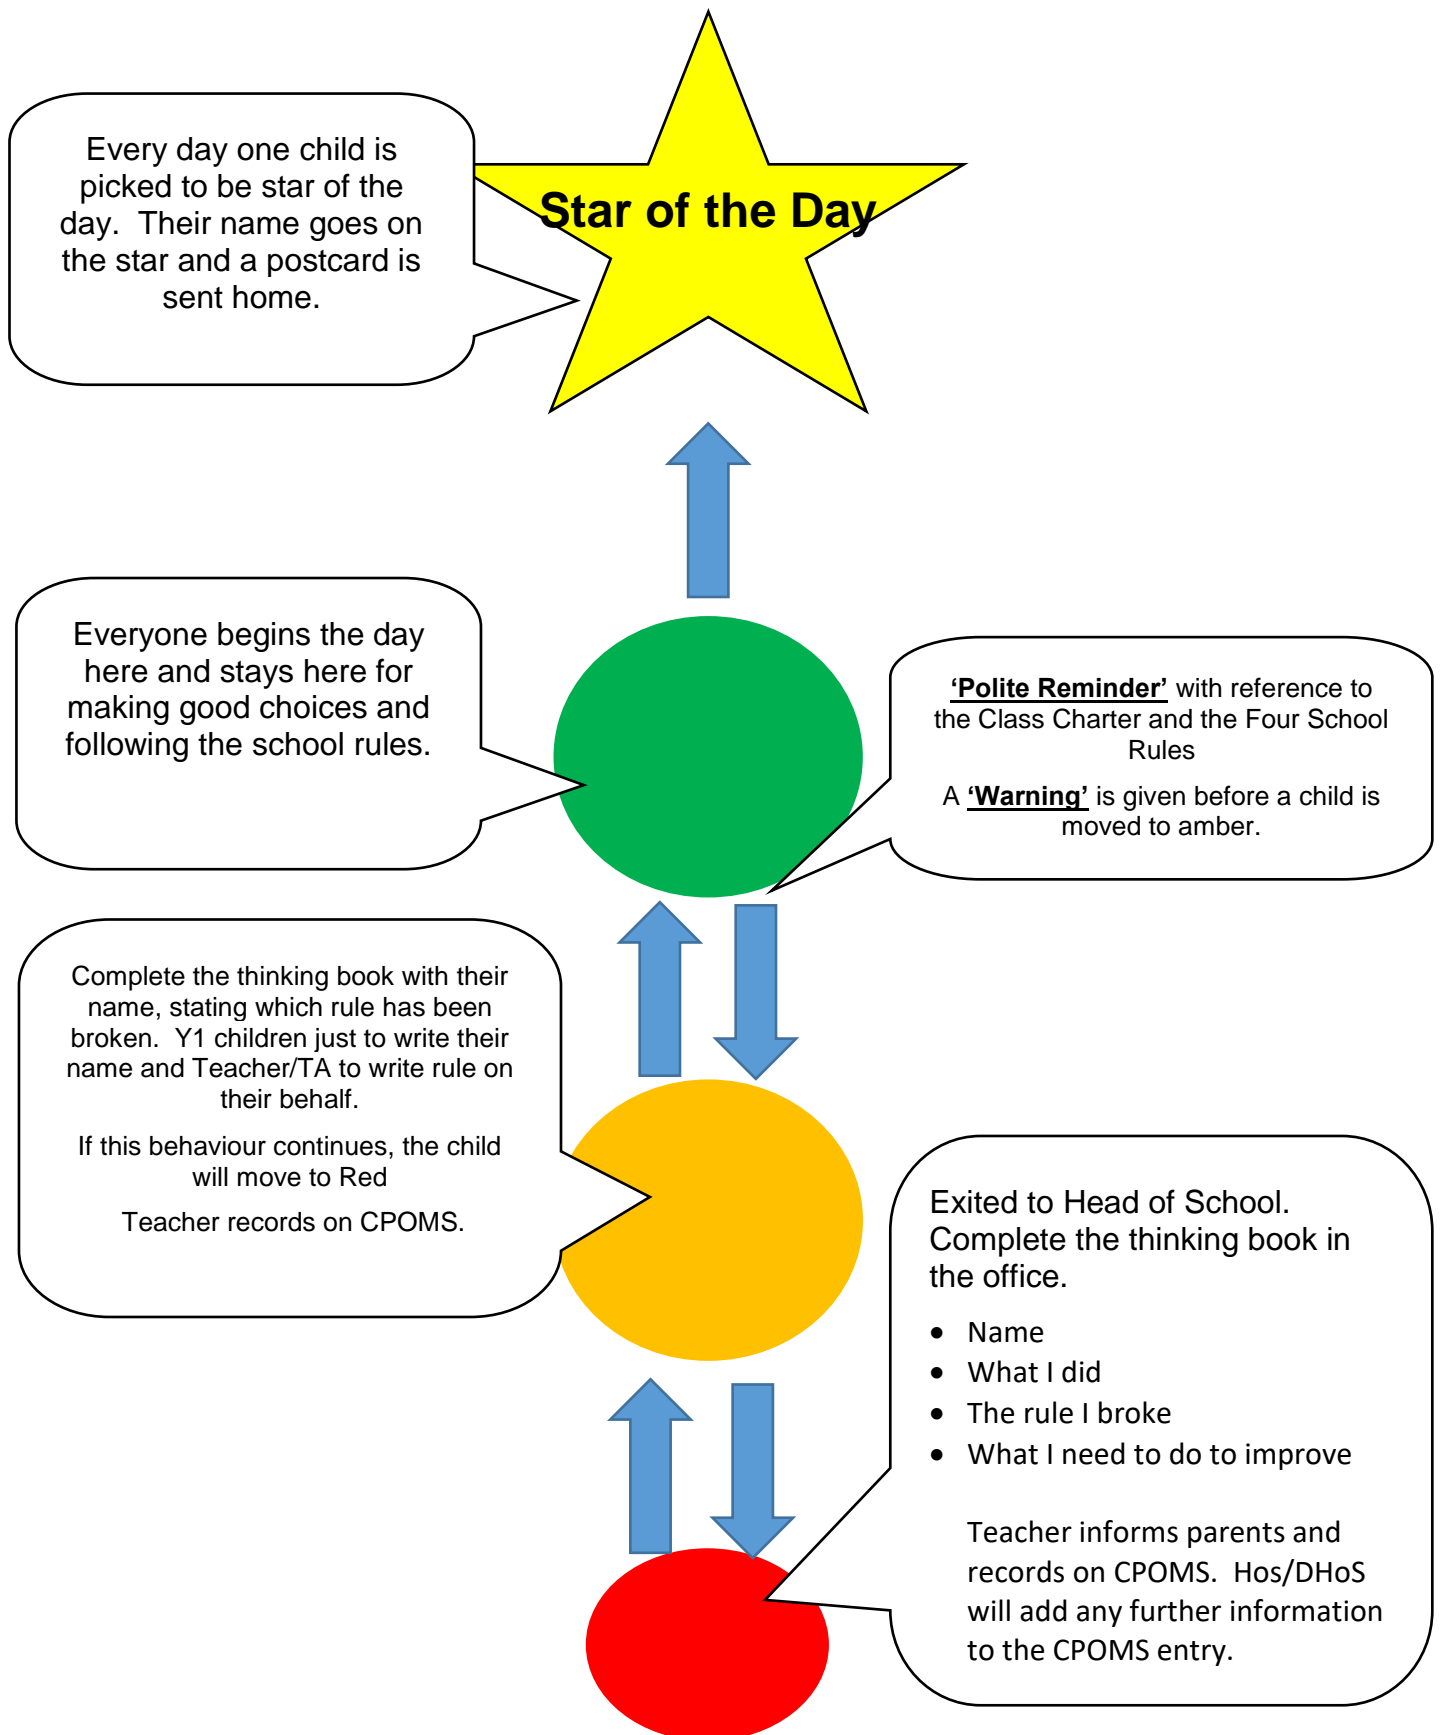 Star of the Day
Every day one child is
picked to be star of the
day.  Their name goes on
the star and a postcard is
sent home.
Everyone begins the day
here and stays here for
making good choices and
following the school rules.
‘Polite Reminder’ with reference to
the Class Charter and the Four School
Rules
A ‘Warning’ is given before a child is
moved to amber.
Complete the thinking book with their
name, stating which rule has been
broken.  Y1 children just to write their
name and Teacher/TA to write rule on
their behalf.
If this behaviour continues, the child
will move to Red
Teacher records on CPOMS.
Exited to Head of School.
Complete the thinking book in
the office.
• Name
• What I did
• The rule I broke
• What I need to do to improve
Teacher informs parents and
records on CPOMS.  Hos/DHoS
will add any further information
to the CPOMS entry.